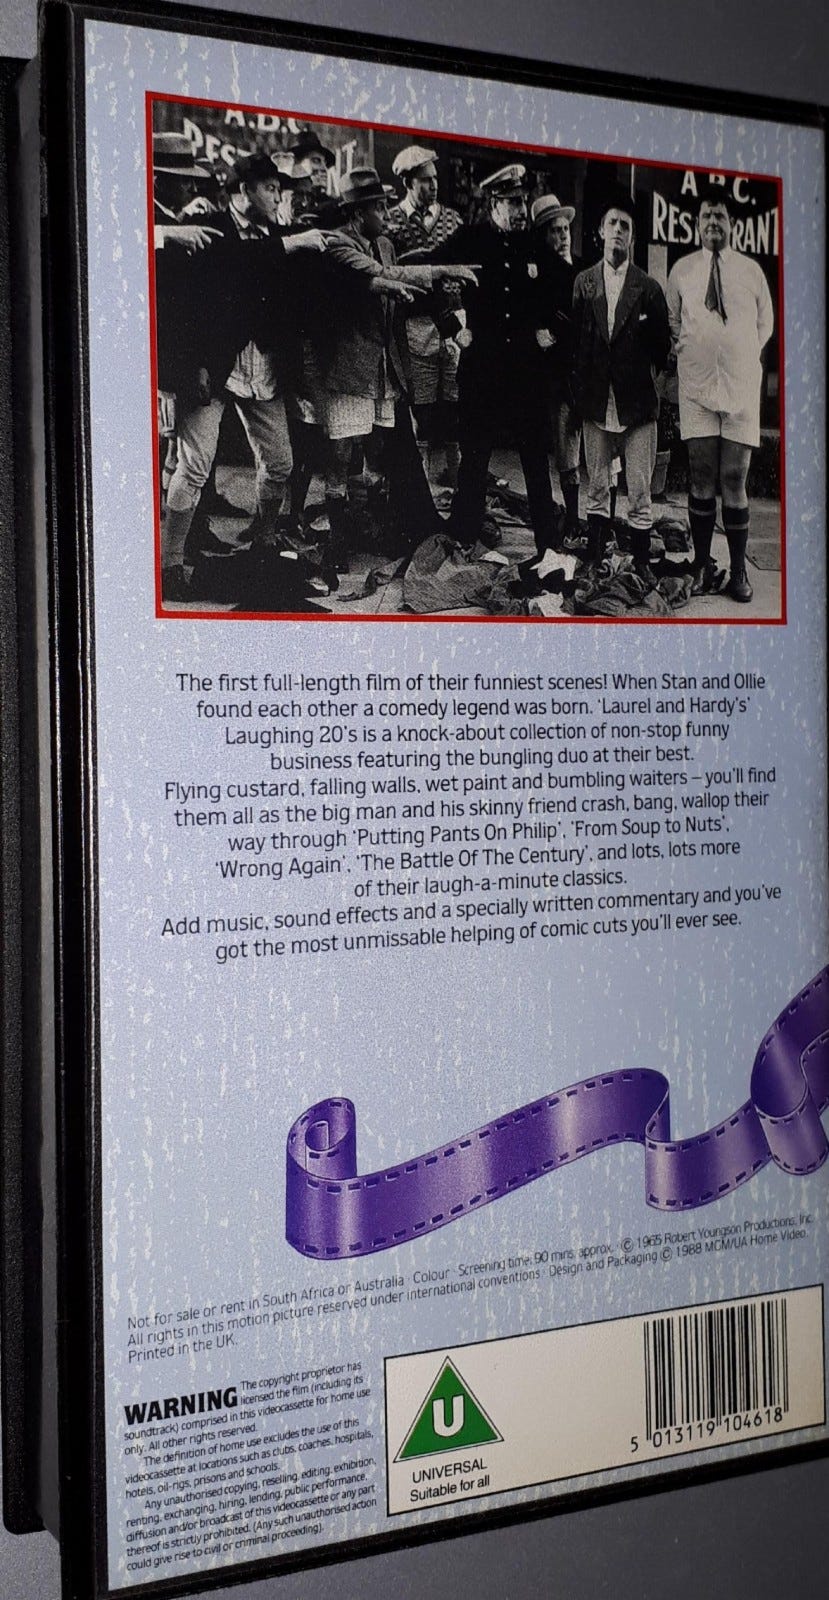 A.B.C.
A B C.
RES RANT
The first full-length film of their funniest scenes! When Stan and Ollie
found each other a comedy legend was born. 'Laurel and Hardy's'
Laughing 20's is a knock-about collection of non-stop funny
business featuring the bungling duo at their best.
Flying custard, falling walls, wet paint and bumbling waiters – you'll find
them all as the big man and his skinny friend crash, bang, wallop their
way through 'Putting Pants On Philip', 'From Soup to Nuts',
'Wrong Again', 'The Battle Of The Century', and lots, lots more
of their laugh-a-minute classics.
Add music, sound effects and a specially written commentary and you've
got the most unmissable helping of comic cuts you'll ever see.
Not for sale or rent in South Africa or Australia · Colour · Screening time: 90 mins. approx. · © 1965 Robert Youngson Productions, Inc.
All rights in this motion picture reserved under international conventions · Design and Packaging © 1988 MGM/UA Home Video.
Printed in the UK.
WARNING The copyright proprietor has
licensed the film (including its
soundtrack) comprised in this videocassette for home use
only. All other rights reserved.
The definition of home use excludes the use of this
videocassette at locations such as clubs, coaches, hospitals,
hotels, oil-rigs, prisons and schools.
Any unauthorised copying, reselling, editing, exhibition,
renting, exchanging, hiring, lending, public performance,
diffusion and/or broadcast of this videocassette or any part
thereof is strictly prohibited. (Any such unauthorised action
could give rise to civil or criminal proceeding).
U
UNIVERSAL
Suitable for all
5 013119 104618